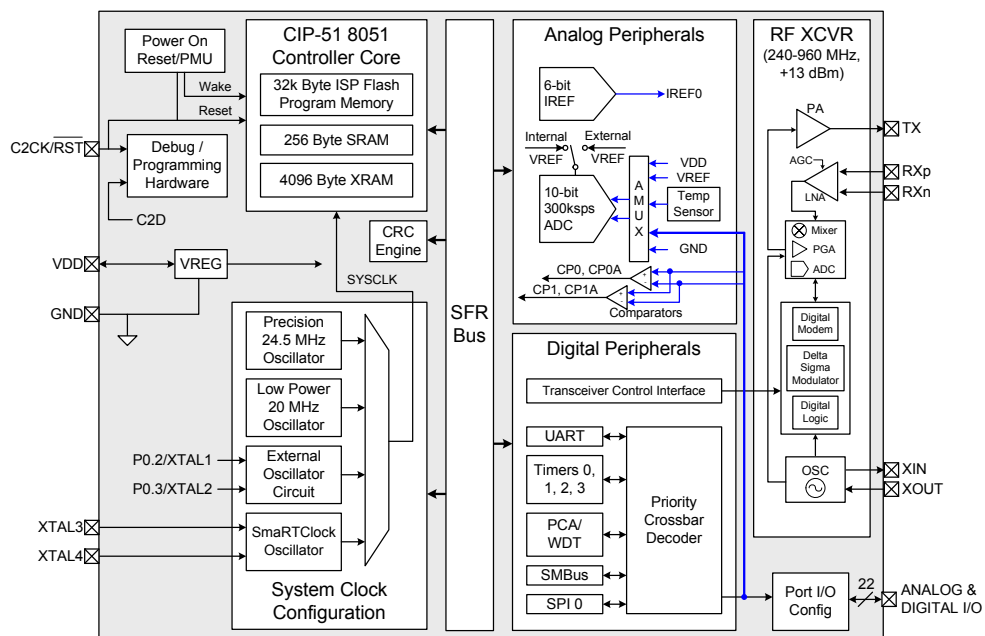 Power On
Reset/PMU
Wake
Reset
C2CK/RST
Debug /
Programming
Hardware
C2D
CIP-51 8051
Controller Core
32k Byte ISP Flash
Program Memory
256 Byte SRAM
4096 Byte XRAM
CRC
Engine
VDD
VREG
GND
SYSCLK
Precision
24.5 MHz
Oscillator
Low Power
20 MHz
Oscillator
P0.2/XTAL1
P0.3/XTAL2
External
Oscillator
Circuit
XTAL3
XTAL4
SmaRTClock
Oscillator
System Clock
Configuration
SFR
Bus
Analog Peripherals
6-bit
IREF
IREF0
Internal
VREF
External
VREF
10-bit
300ksps
ADC
A
M
U
X
VDD
VREF
Temp
Sensor
GND
CP0, CP0A
+
-
CP1, CP1A
+
-
Comparators
Digital Peripherals
Transceiver Control Interface
UART
Timers 0,
1, 2, 3
PCA/
WDT
SMBus
SPI 0
Priority
Crossbar
Decoder
RF XCVR
(240-960 MHz,
+13 dBm)
PA
TX
AGC
LNA
RXp
RXn
Mixer
PGA
ADC
Digital
Modem
Delta
Sigma
Modulator
Digital
Logic
OSC
XIN
XOUT
Port I/O
Config
22
ANALOG &
DIGITAL I/O